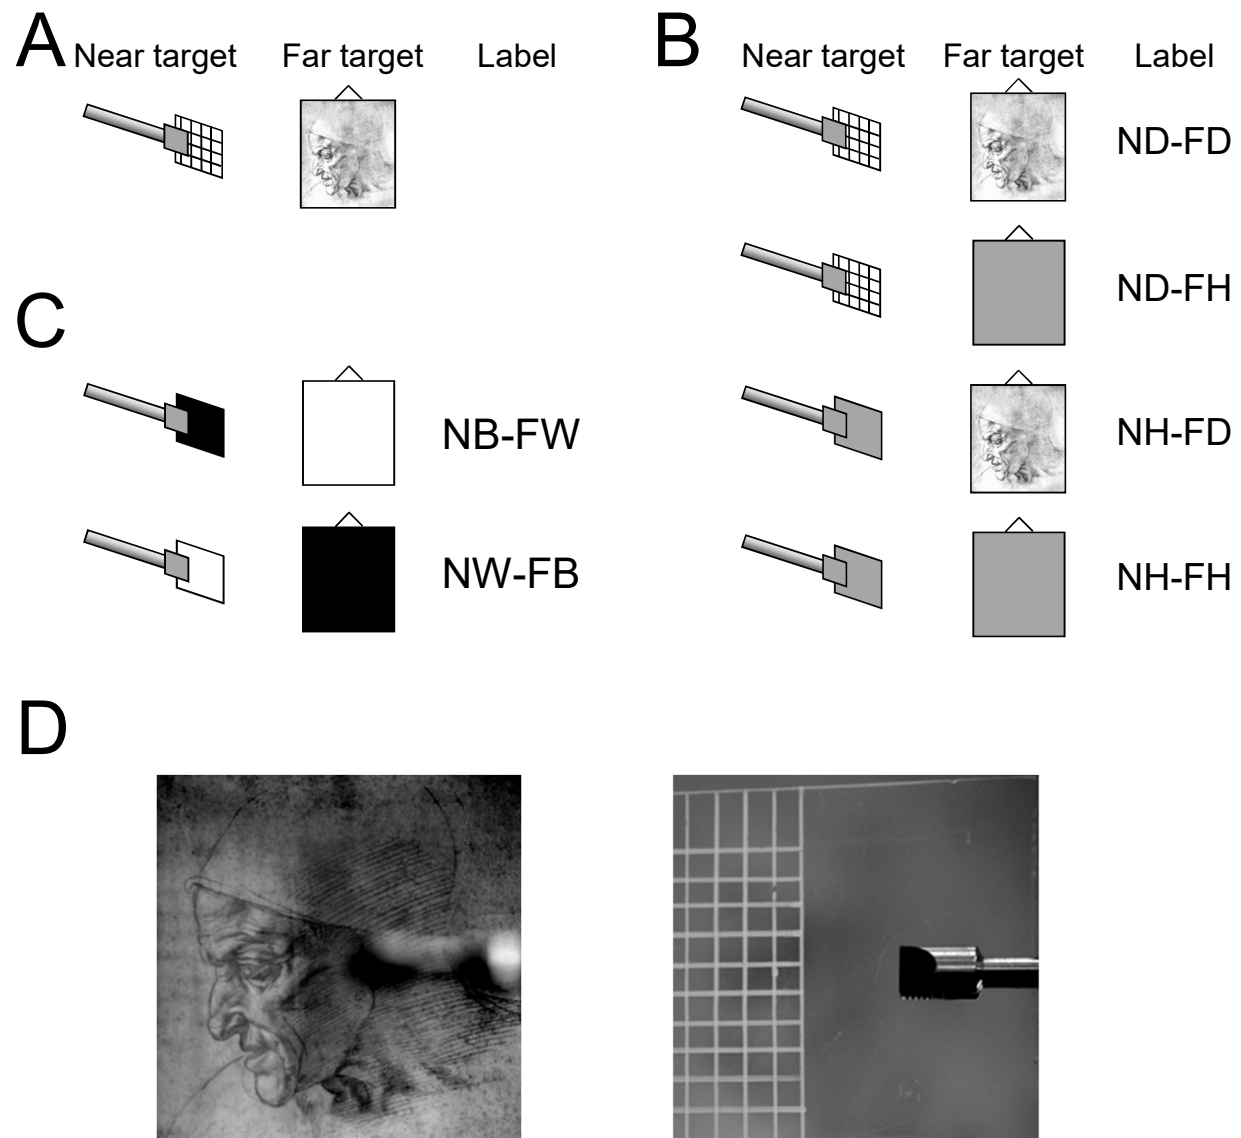 A
Near target Far target Label
B
Near target Far target Label
ND-FD
ND-FH
NH-FD
NH-FH
C
NB-FW
NW-FB
D